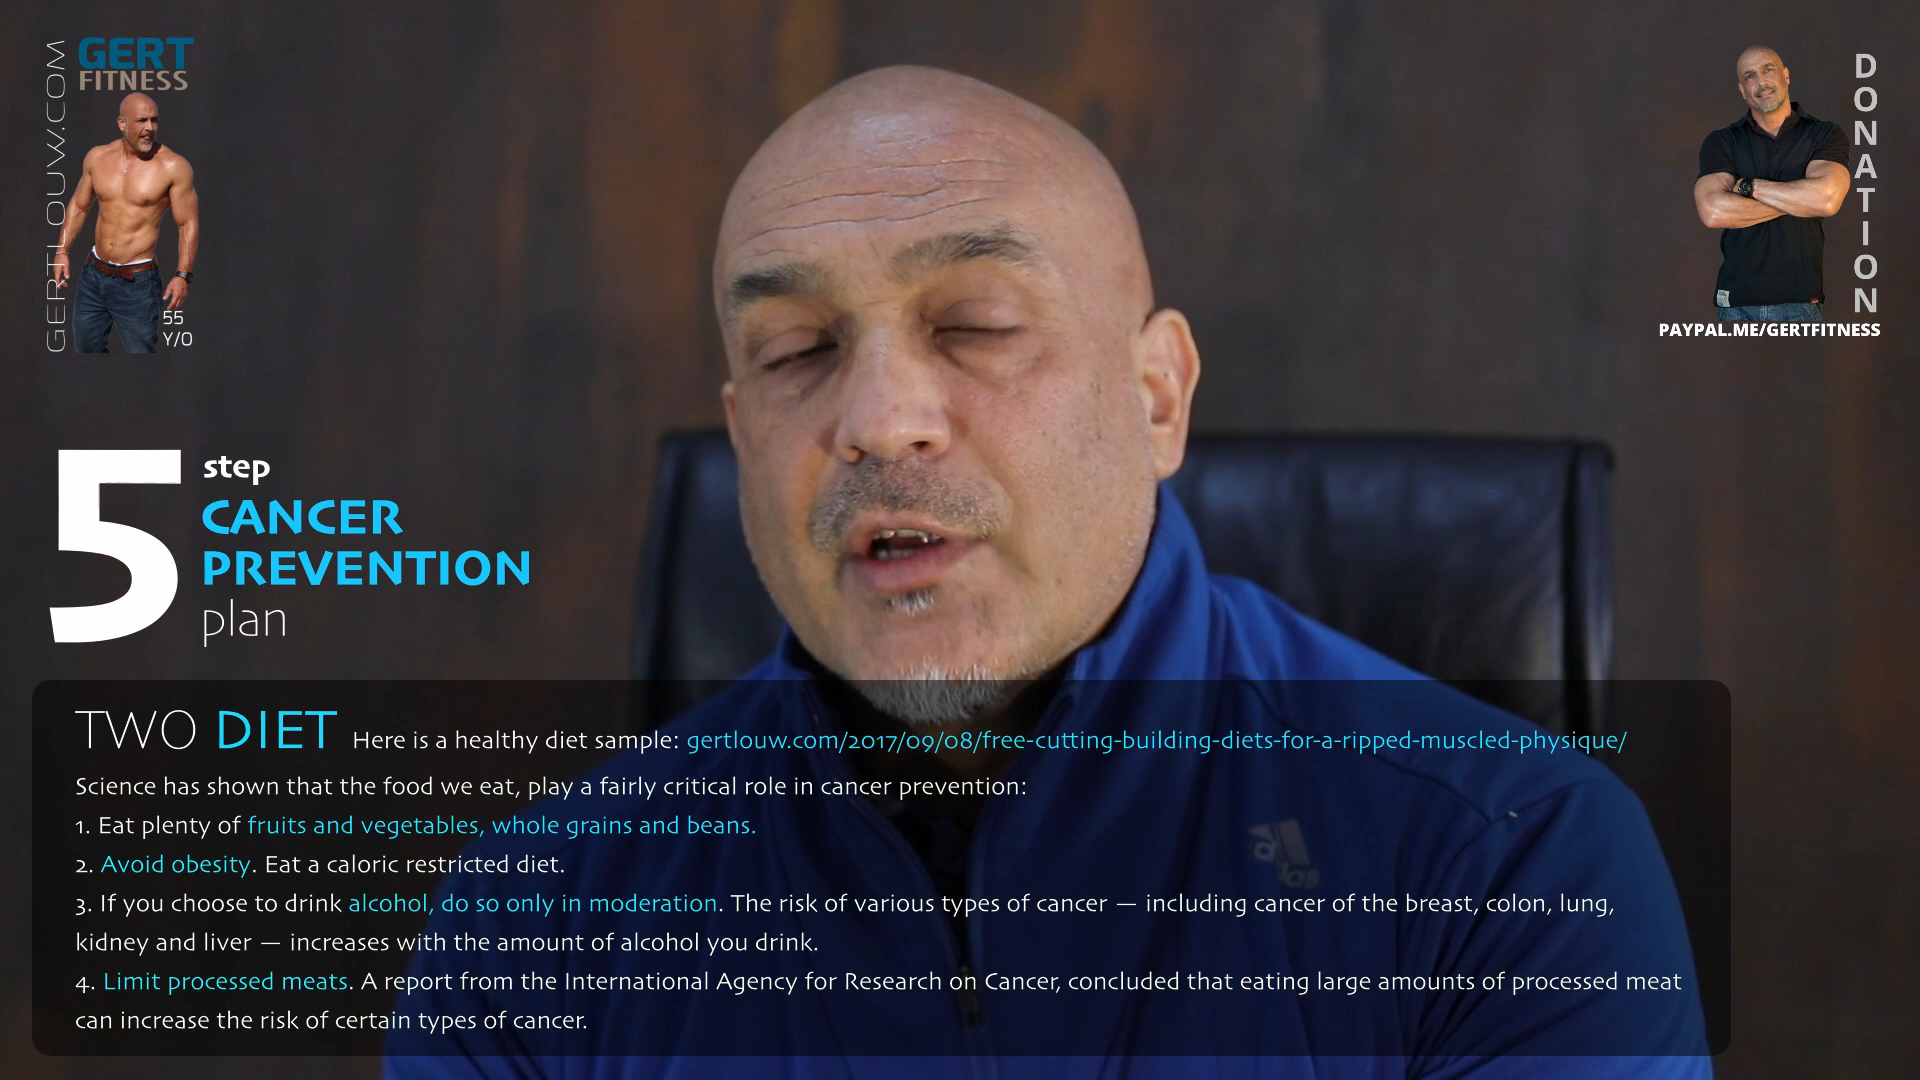 GERTLOUW.COM
GERT
FITNESS
55
Y/O
DONATION
PAYPAL.ME/GERTFITNESS
5 step
CANCER
PREVENTION
plan
TWO DIET Here is a healthy diet sample: gertlouw.com/2017/09/08/free-cutting-building-diets-for-a-ripped-muscled-physique/
Science has shown that the food we eat, play a fairly critical role in cancer prevention:
1. Eat plenty of fruits and vegetables, whole grains and beans.
2. Avoid obesity. Eat a caloric restricted diet.
3. If you choose to drink alcohol, do so only in moderation. The risk of various types of cancer — including cancer of the breast, colon, lung,
kidney and liver — increases with the amount of alcohol you drink.
4. Limit processed meats. A report from the International Agency for Research on Cancer, concluded that eating large amounts of processed meat
can increase the risk of certain types of cancer.
adidas